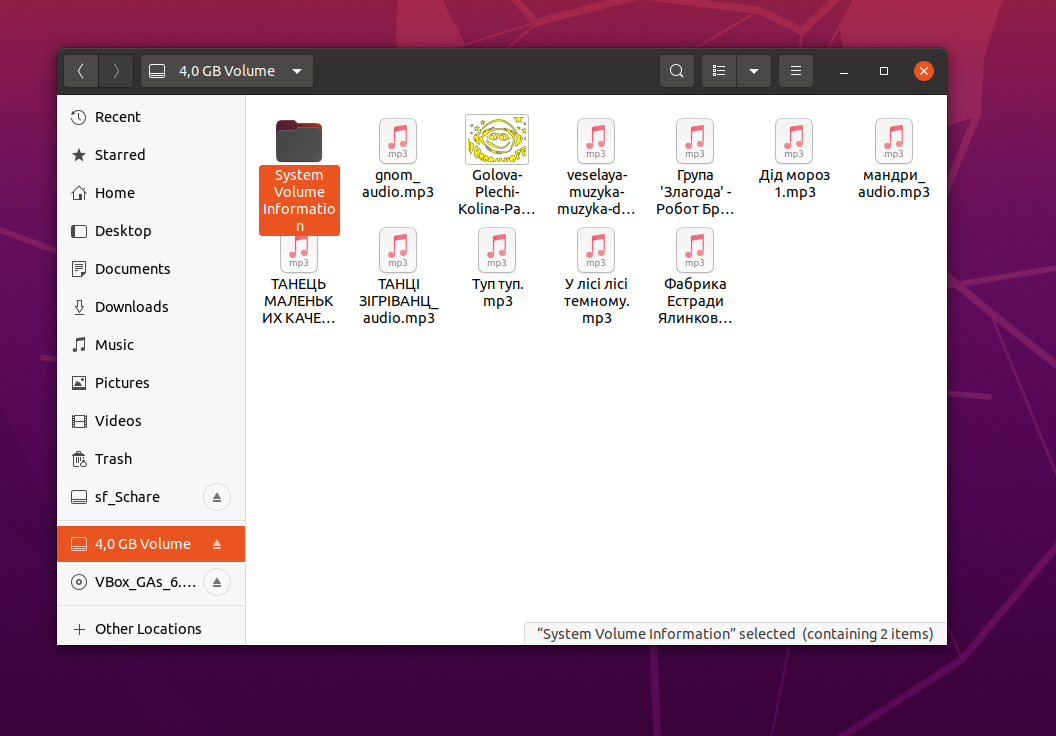 4,0 GB Volume
Recent
Starred
Home
Desktop
Documents
Downloads
Music
Pictures
Videos
Trash
sf_Schare
4,0 GB Volume
VBox_GAs_6.…
Other Locations
System
Volume
Informatio
n
mp3
gnom_
audio.mp3
Golova-
Plechi-
Kolina-Pa…
mp3
veselaya-
muzyka-
muzyka-d…
mp3
Група
'Злагода' -
Робот Бр…
mp3
Дід мороз
1.mp3
mp3
мандри_
audio.mp3
mp3
ТАНЕЦЬ
МАЛЕНЬК
ИХ КАЧЕ…
mp3
ТАНЦІ
ЗІГРІВАНЦ_
audio.mp3
mp3
Туп туп.
mp3
mp3
У лісі лісі
темному.
mp3
mp3
Фабрика
Естради
Ялинков…
“System Volume Information” selected (containing 2 items)